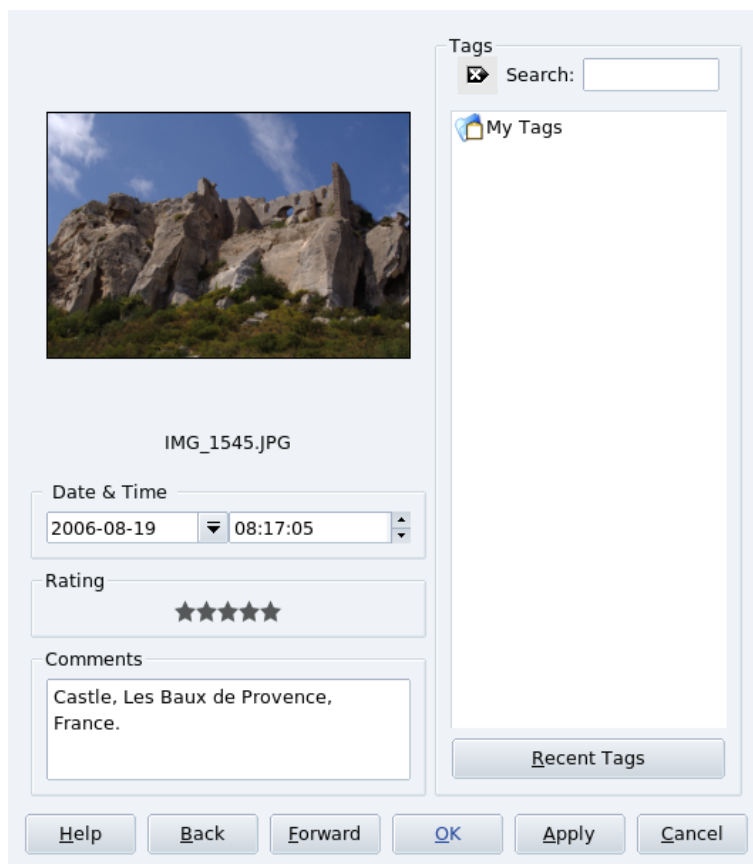 Tags
Search:
My Tags
IMG_1545.JPG
Date & Time
2006-08-19 08:17:05
Rating
Comments
Castle, Les Baux de Provence,
France.
Recent Tags
Help Back Forward OK Apply Cancel